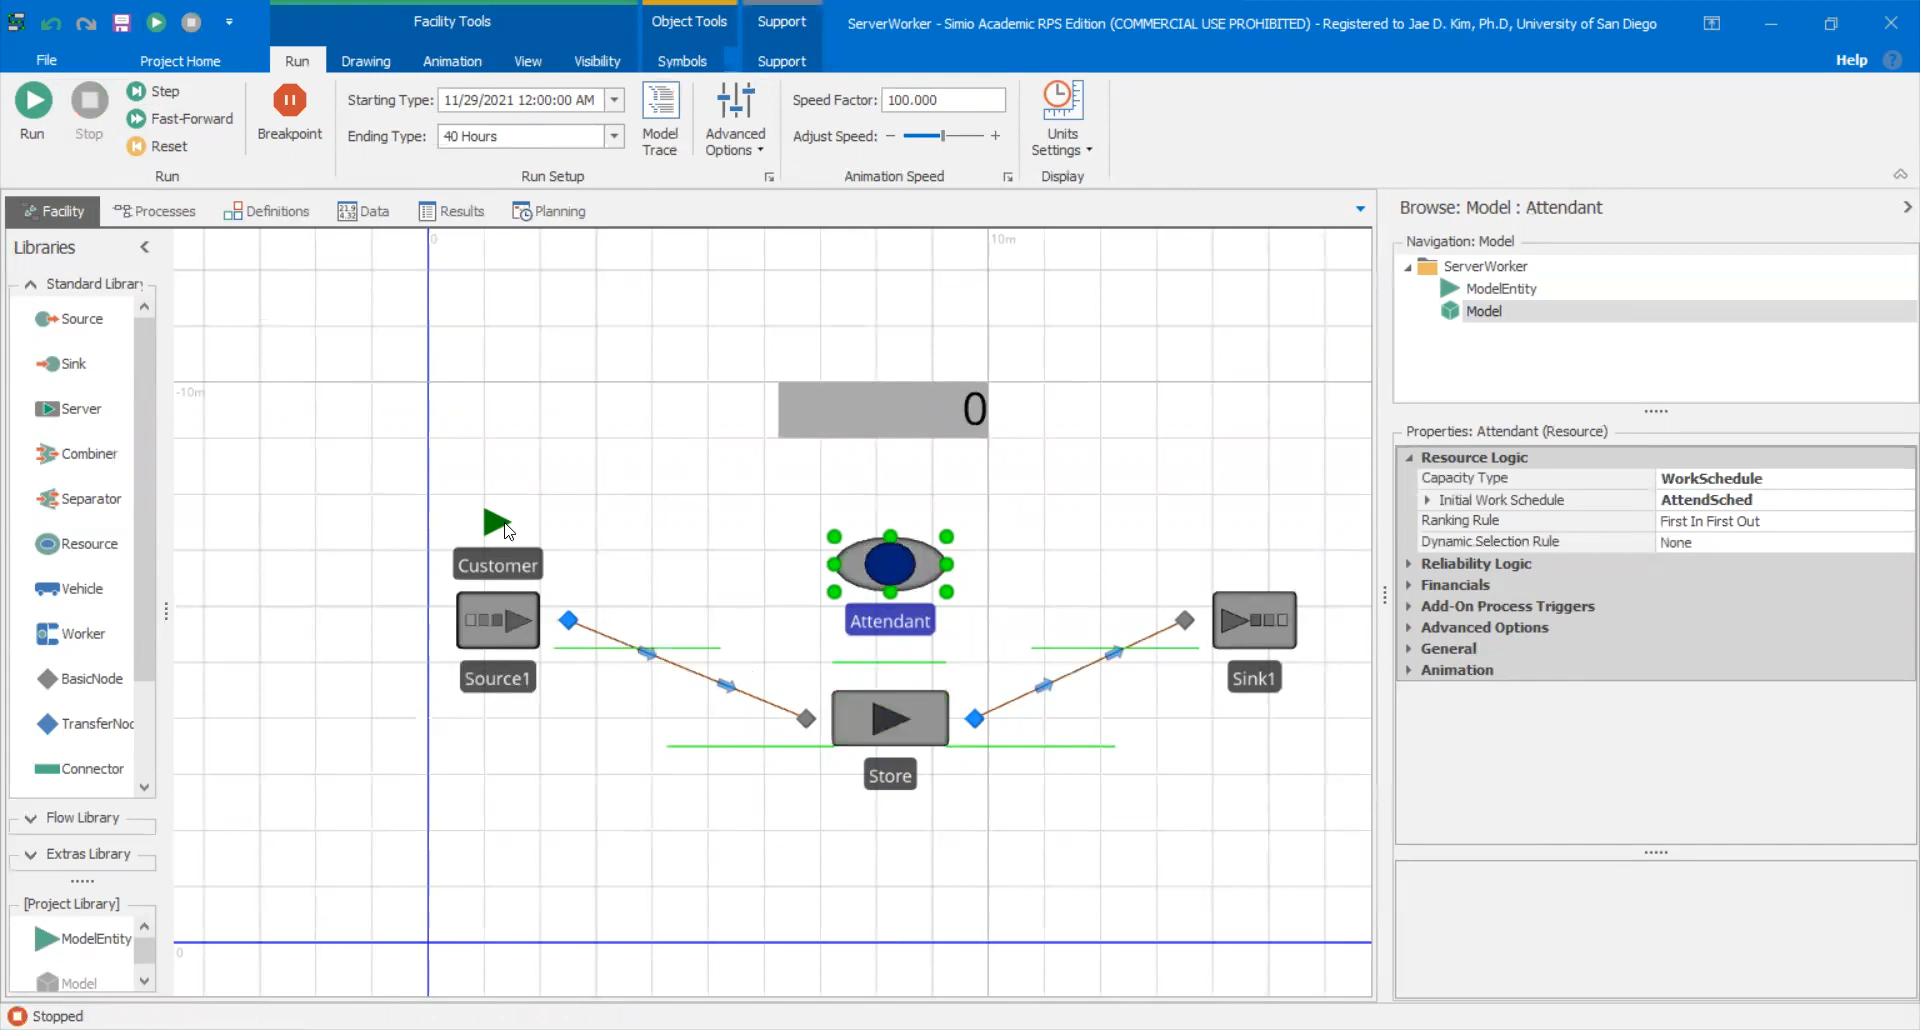 Facility Tools
Object Tools
Support
ServerWorker - Simio Academic RPS Edition (COMMERCIAL USE PROHIBITED) - Registered to Jae D. Kim, Ph.D, University of San Diego
File
Project Home
Run
Drawing
Animation
View
Visibility
Symbols
Support
Help
Run
Stop
Step
Fast-Forward
Reset
Run
Breakpoint
Starting Type: 11/29/2021 12:00:00 AM
Ending Type: 40 Hours
Run Setup
Model
Trace
Advanced
Options
Speed Factor: 100.000
Adjust Speed:
Animation Speed
Units
Settings
Display
Facility
Processes
Definitions
Data
Results
Planning
Browse: Model : Attendant
Libraries
Standard Library
Source
Sink
Server
Combiner
Separator
Resource
Vehicle
Worker
BasicNode
TransferNoc
Connector
Flow Library
Extras Library
[Project Library]
ModelEntity
Model
0
10m
-10m
0
0
Customer
Source1
Attendant
Store
Sink1
Navigation: Model
ServerWorker
ModelEntity
Model
Properties: Attendant (Resource)
Resource Logic
Capacity Type WorkSchedule
Initial Work Schedule AttendSched
Ranking Rule First In First Out
Dynamic Selection Rule None
Reliability Logic
Financials
Add-On Process Triggers
Advanced Options
General
Animation
Stopped